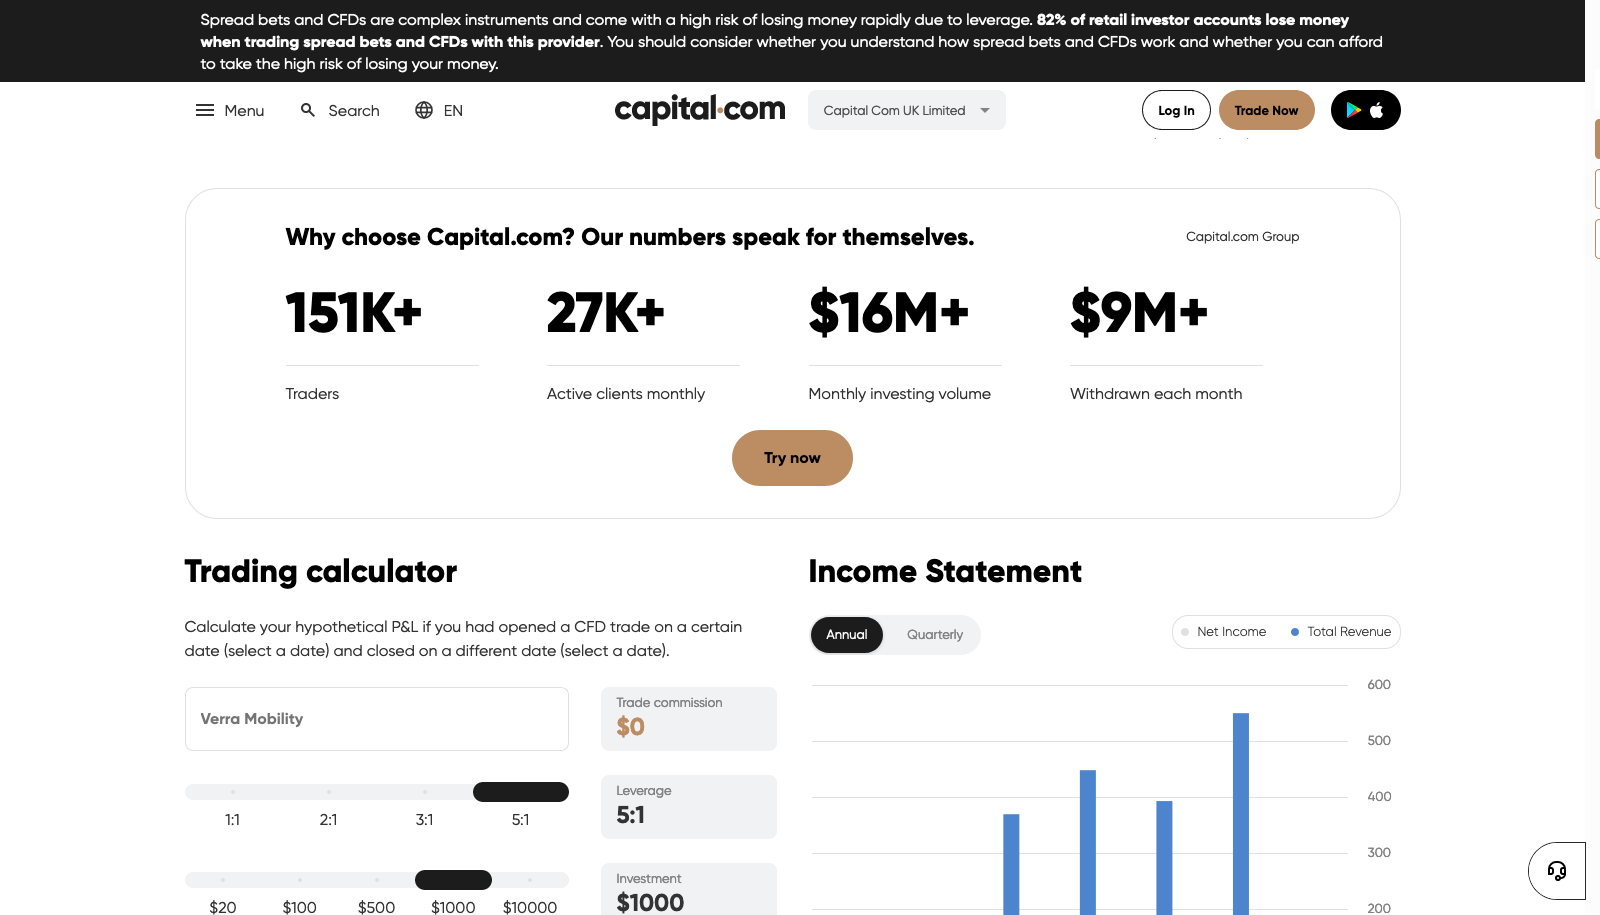 Spread bets and CFDs are complex instruments and come with a high risk of losing money rapidly due to leverage. 82% of retail investor accounts lose money
when trading spread bets and CFDs with this provider. You should consider whether you understand how spread bets and CFDs work and whether you can afford
to take the high risk of losing your money.
Menu
Search
EN
capital.com
Capital Com UK Limited
Log In
Trade Now
Why choose Capital.com? Our numbers speak for themselves.
Capital.com Group
151K+
27K+
$16M+
$9M+
Traders
Active clients monthly
Monthly investing volume
Withdrawn each month
Try now
Trading calculator
Calculate your hypothetical P&L if you had opened a CFD trade on a certain
date (select a date) and closed on a different date (select a date).
Verra Mobility
Trade commission
$0
1:1
2:1
3:1
5:1
Leverage
5:1
$20
$100
$500
$1000
$10000
Investment
$1000
Income Statement
Annual
Quarterly
Net Income
Total Revenue
600
500
400
300
200